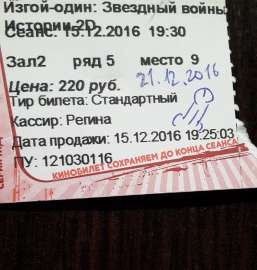 Изгой-один: Звездный войны
Истории 2D
Сеанс: 15.12.2016 19:30
Зал2 ряд 5 место 9
21.12.2016
Цена: 220 руб.
Тир билета: Стандартный
Кассир: Регина
Дата продажи: 15.12.2016 19:25:03
ПУ: 121030116
КИНОБИЛЕТ СОХРАНЯЕМ ДО КОНЦА СЕАНСА